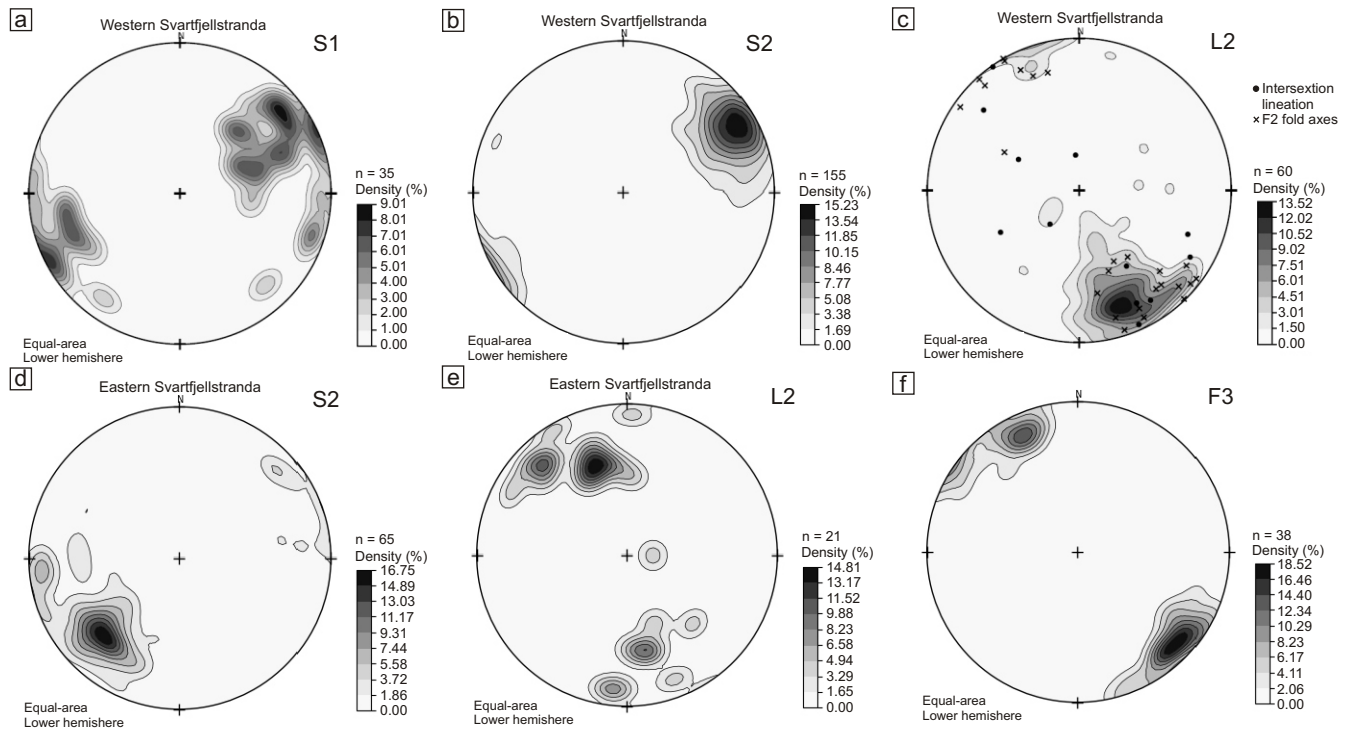 a
Western Svartfjellstranda
N
S1
n = 35
Density (%)
9.01
8.01
7.01
6.01
5.01
4.00
3.00
2.00
1.00
0.00
Equal-area
Lower hemishere
b
Western Svartfjellstranda
N
S2
n = 155
Density (%)
15.23
13.54
11.85
10.15
8.46
7.77
5.08
3.38
1.69
0.00
Equal-area
Lower hemishere
c
Western Svartfjellstranda
N
L2
Intersextion
lineation
× F2 fold axes
n = 60
Density (%)
13.52
12.02
10.52
9.02
7.51
6.01
4.51
3.01
1.50
0.00
Equal-area
Lower hemishere
d
Eastern Svartfjellstranda
N
S2
n = 65
Density (%)
16.75
14.89
13.03
11.17
9.31
7.44
5.58
3.72
1.86
0.00
Equal-area
Lower hemishere
e
Eastern Svartfjellstranda
N
L2
n = 21
Density (%)
14.81
13.17
11.52
9.88
8.23
6.58
4.94
3.29
1.65
0.00
Equal-area
Lower hemishere
f
N
F3
n = 38
Density (%)
18.52
16.46
14.40
12.34
10.29
8.23
6.17
4.11
2.06
0.00
Equal-area
Lower hemishere